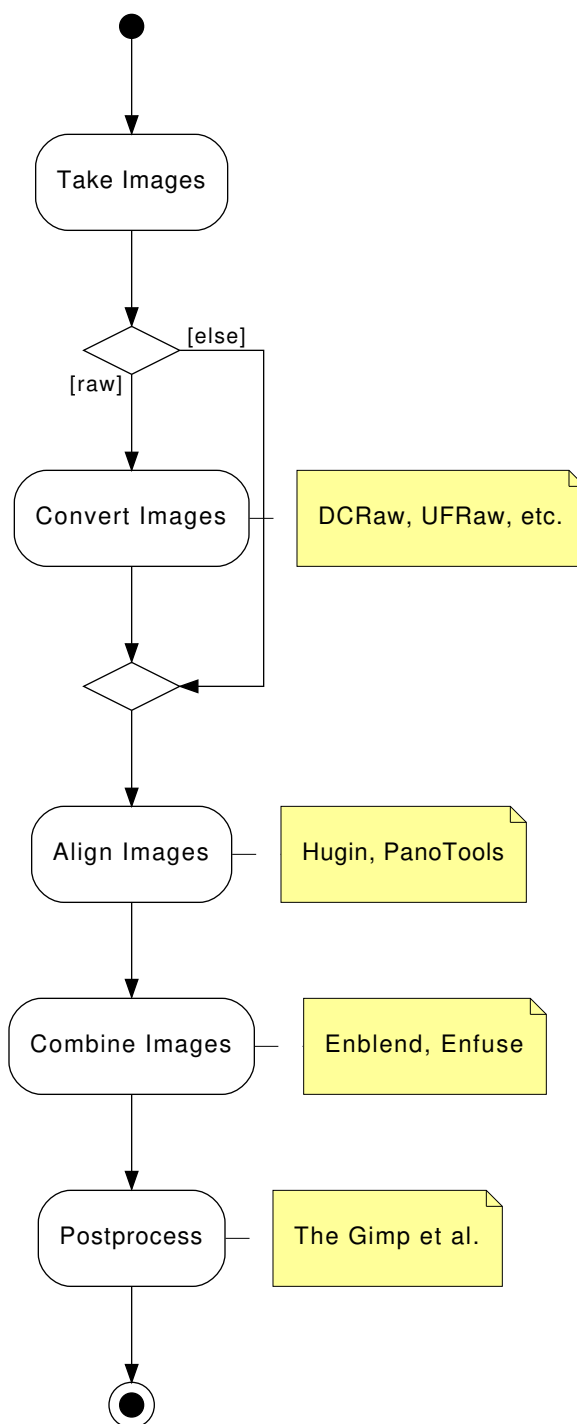 Take Images
[else]
[raw]
Convert Images
DCRaw, UFRaw, etc.
Align Images
Hugin, PanoTools
Combine Images
Enblend, Enfuse
Postprocess
The Gimp et al.